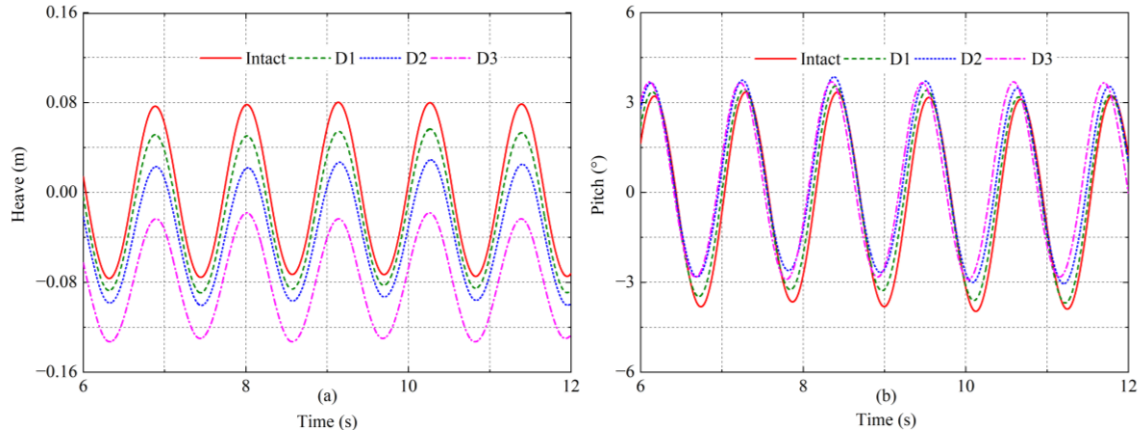 0.16
Intact D1 D2 D3
0.08
0.00
−0.08
−0.16
Heave (m)
6 8 10 12
(a)
Time (s)
6
Intact D1 D2 D3
3
0
−3
−6
Pitch (°)
6 8 10 12
(b)
Time (s)